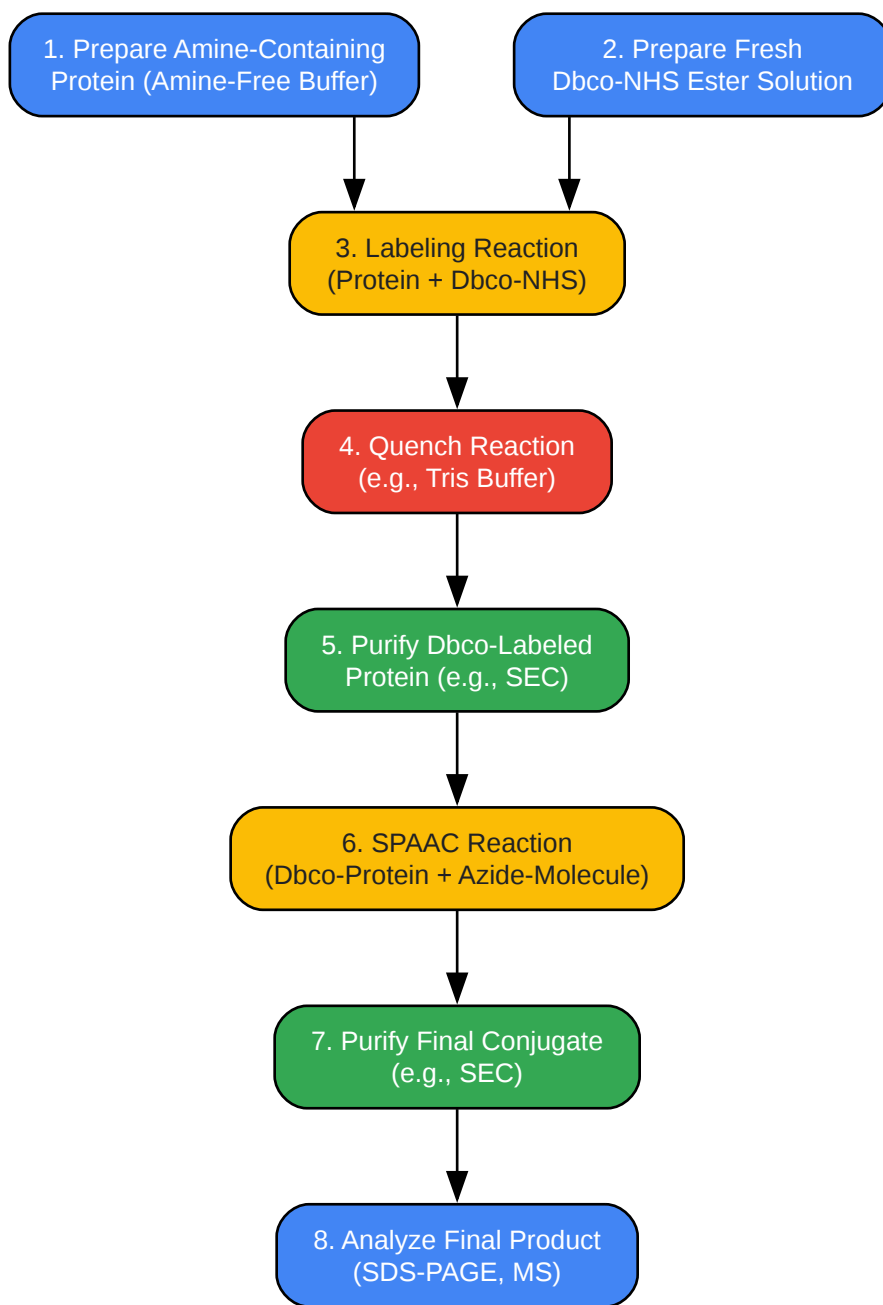 1. Prepare Amine-Containing
Protein (Amine-Free Buffer)
2. Prepare Fresh
Dbco-NHS Ester Solution
3. Labeling Reaction
(Protein + Dbco-NHS)
4. Quench Reaction
(e.g., Tris Buffer)
5. Purify Dbco-Labeled
Protein (e.g., SEC)
6. SPAAC Reaction
(Dbco-Protein + Azide-Molecule)
7. Purify Final Conjugate
(e.g., SEC)
8. Analyze Final Product
(SDS-PAGE, MS)